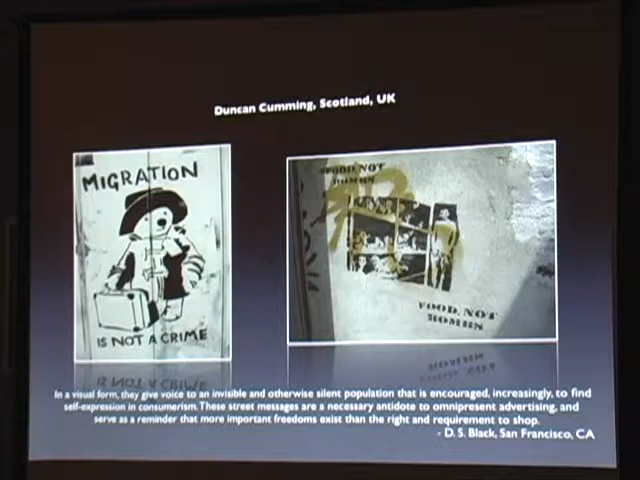 Duncan Cumming, Scotland, UK
MIGRATION
IS NOT A CRIME
FOOD NOT
BOMBS
FOOD NOT
BOMBS
In a visual form, they give voice to an invisible and otherwise silent population that is encouraged, increasingly, to find
self-expression in consumerism. These street messages are a necessary antidote to omnipresent advertising, and
serve as a reminder that more important freedoms exist than the right and requirement to shop.
- D. S. Black, San Francisco, CA